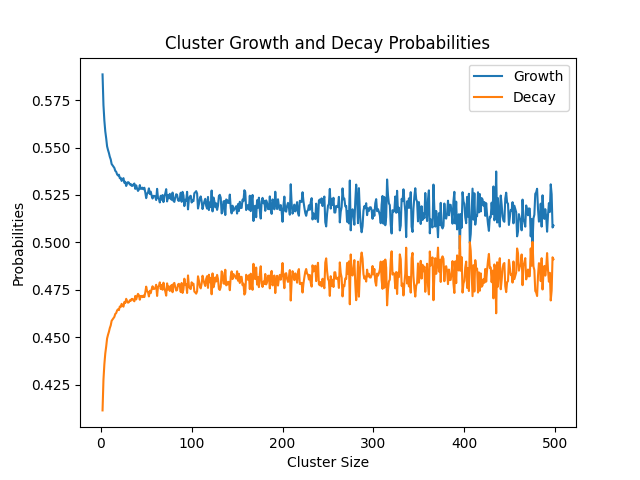 Cluster Growth and Decay Probabilities
Growth
Decay
Probabilities
0.575
0.550
0.525
0.500
0.475
0.450
0.425
0
100
200
300
400
500
Cluster Size